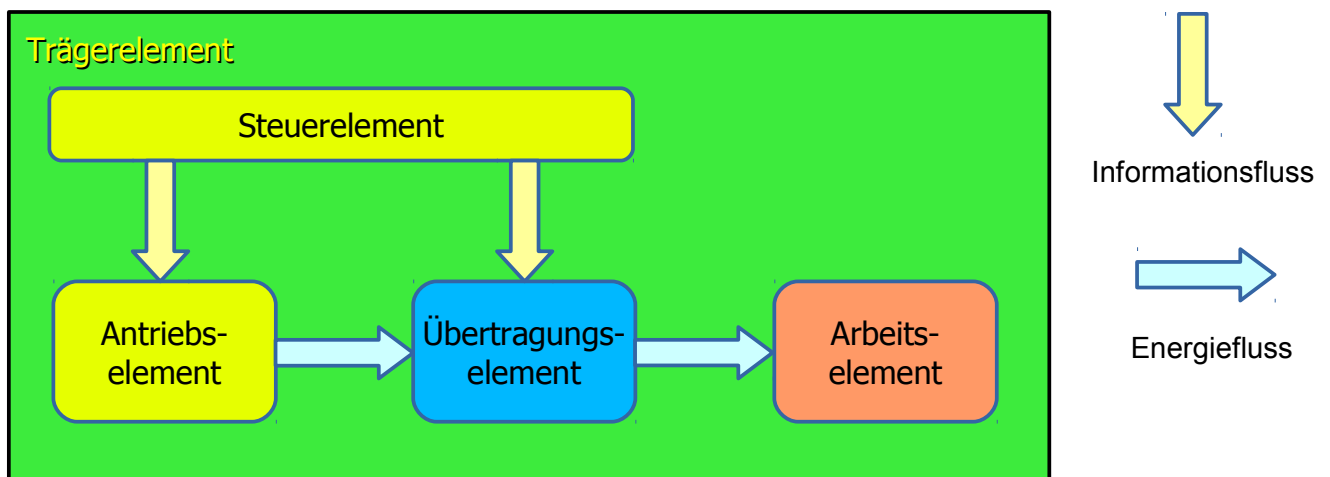 Trägerelement
Steuerelement
Informationsfluss
Antriebs-
element
Übertragungs-
element
Arbeits-
element
Energiefluss